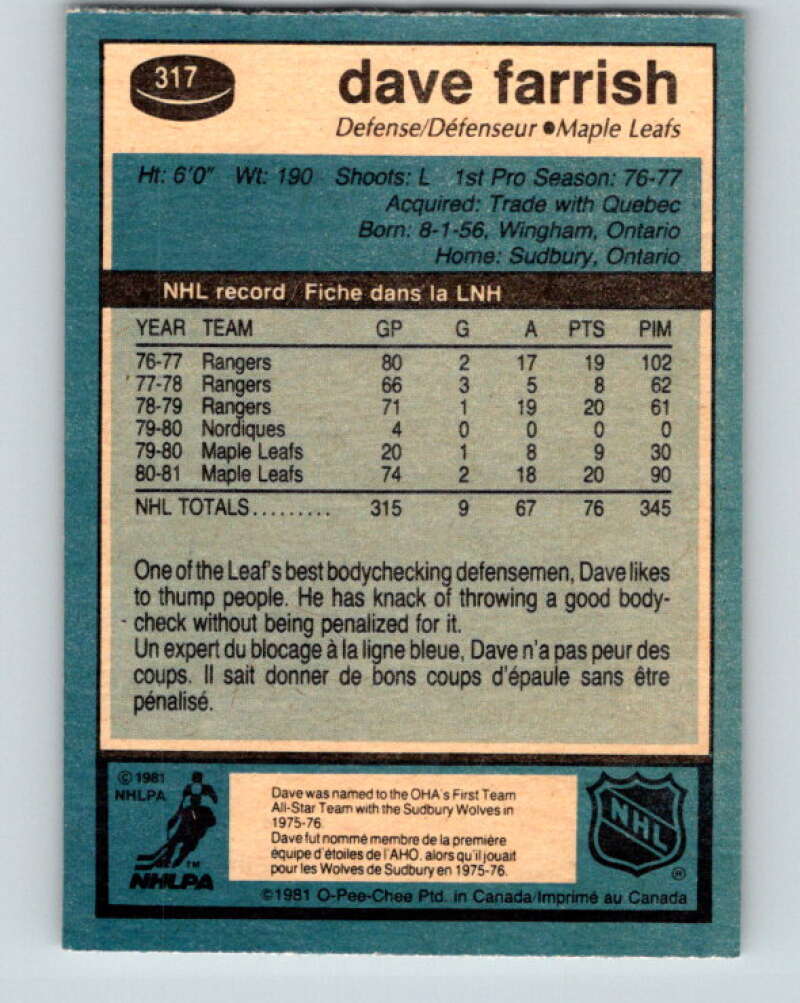 317
dave farrish
Defense/Défenseur ●Maple Leafs
Ht: 6'0" Wt: 190 Shoots: L 1st Pro Season: 76-77
Acquired: Trade with Quebec
Born: 8-1-56, Wingham, Ontario
Home: Sudbury, Ontario
NHL record / Fiche dans la LNH
YEAR TEAM GP G A PTS PIM
76-77 Rangers 80 2 17 19 102
77-78 Rangers 66 3 5 8 62
78-79 Rangers 71 1 19 20 61
79-80 Nordiques 4 0 0 0 0
79-80 Maple Leafs 20 1 8 9 30
80-81 Maple Leafs 74 2 18 20 90
NHL TOTALS......... 315 9 67 76 345
One of the Leaf's best bodychecking defensemen, Dave likes
to thump people. He has knack of throwing a good body-
check without being penalized for it.
Un expert du blocage à la ligne bleue, Dave n'a pas peur des
coups. Il sait donner de bons coups d'épaule sans être
pénalisé.
© 1981
NHLPA
TM
NHLPA
Dave was named to the OHA's First Team
All-Star Team with the Sudbury Wolves in
1975-76.
Dave fut nommé membre de la première
équipe d'étoiles de l'AHO, alors qu'il jouait
pour les Wolves de Sudbury en 1975-76.
NHL
®
©1981 O-Pee-Chee Ptd. in Canada/Imprimé au Canada